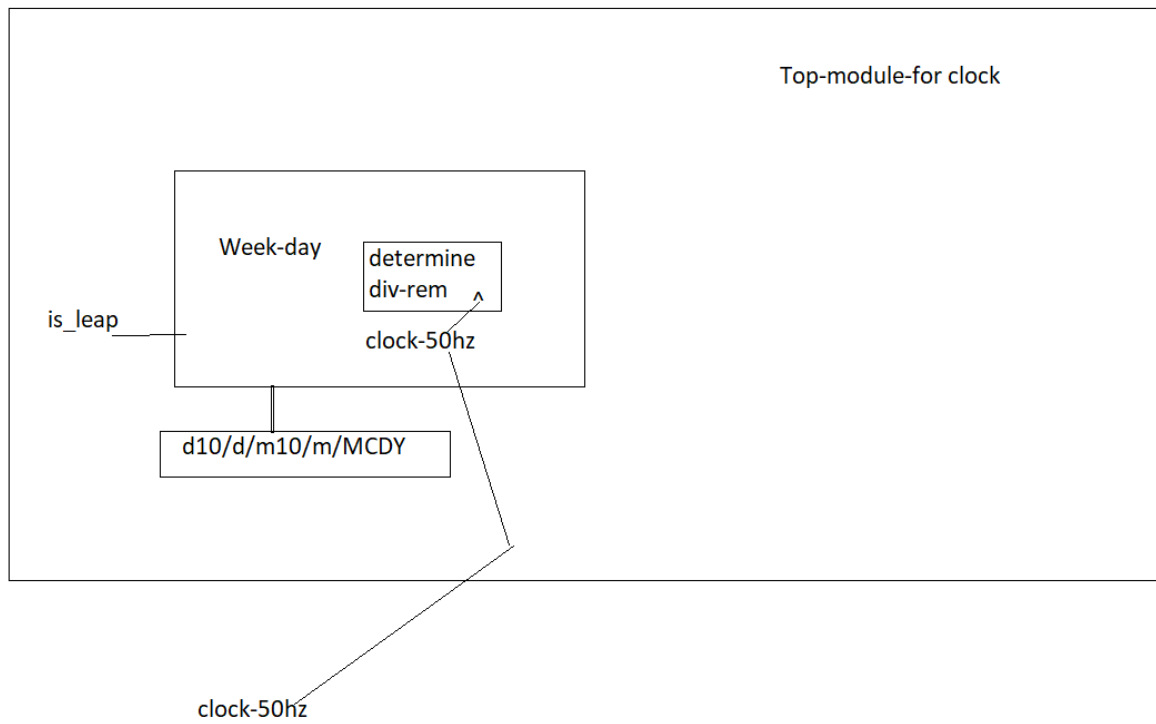 Top-module-for clock
Week-day
determine
div-rem ^
is_leap
clock-50hz
d10/d/m10/m/MCDY
clock-50hz